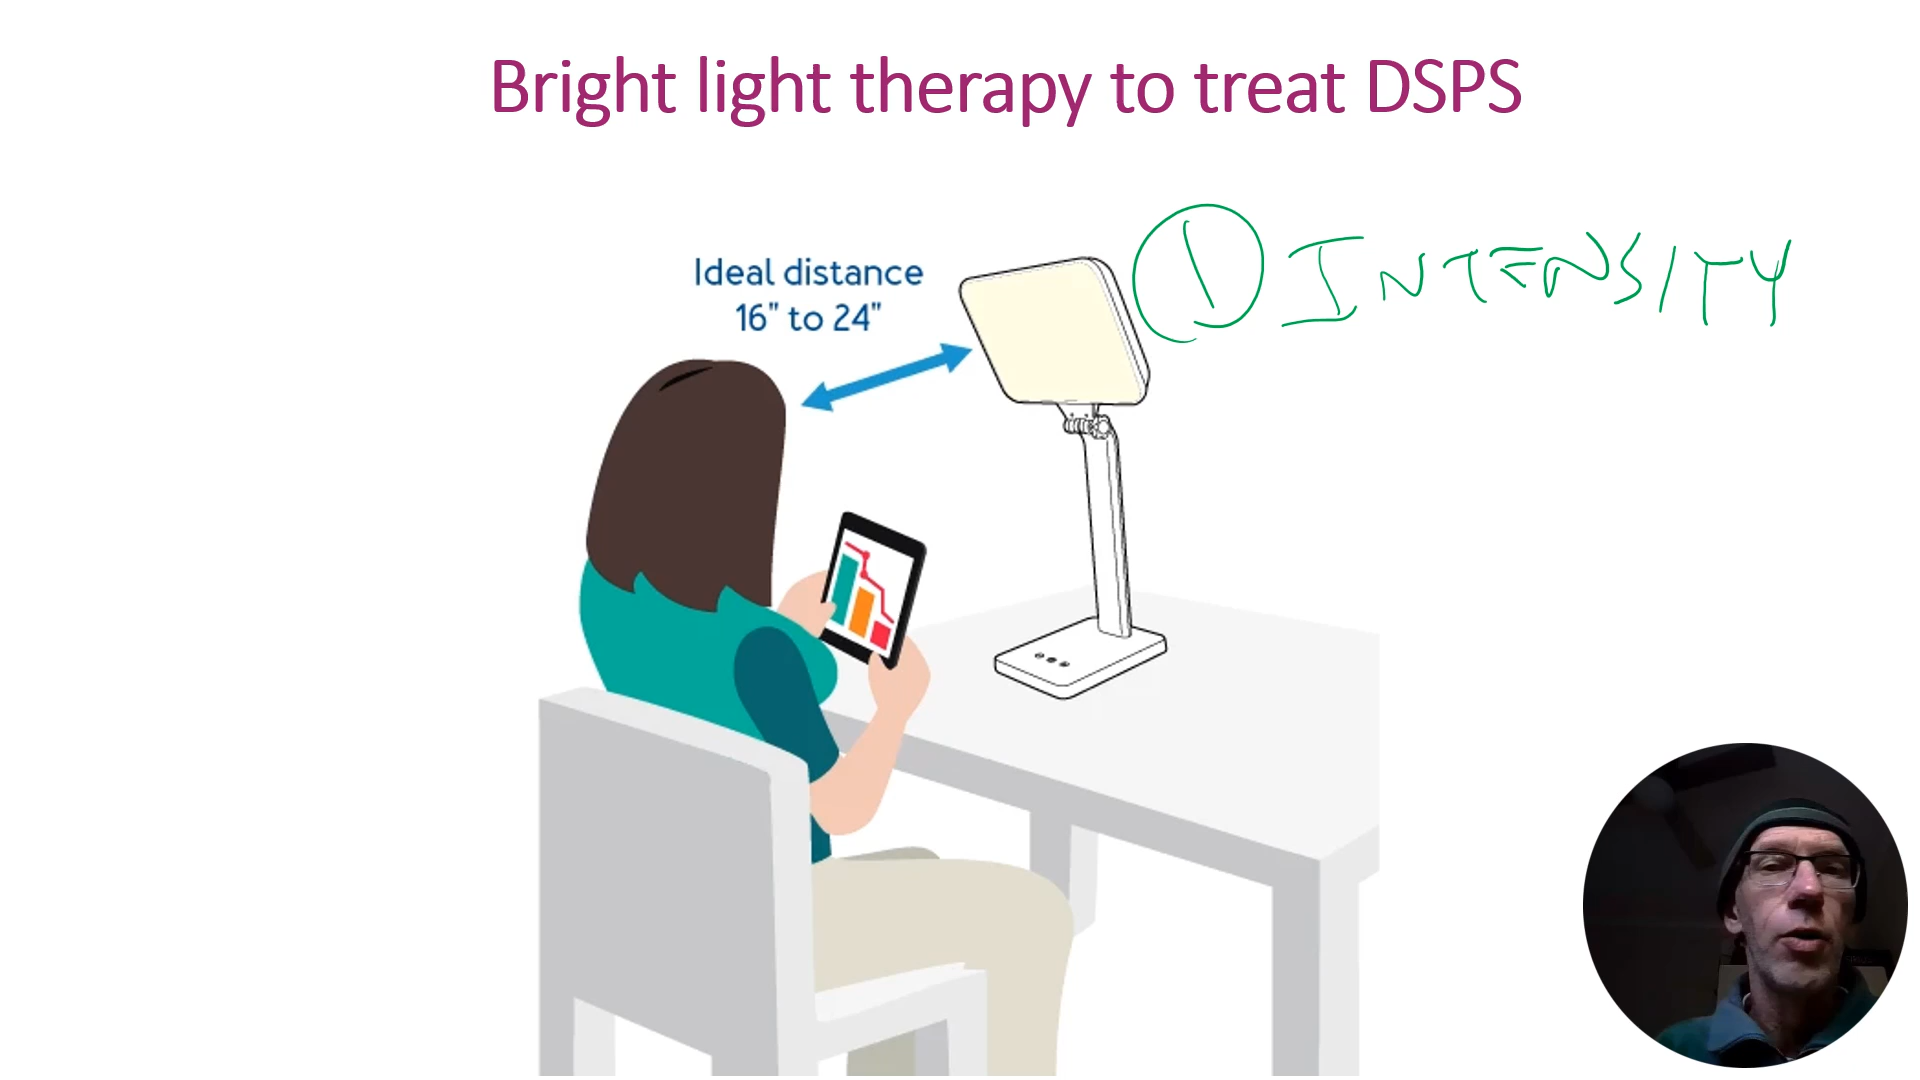 Bright light therapy to treat DSPS
① INTENSITY
Ideal distance
16" to 24"